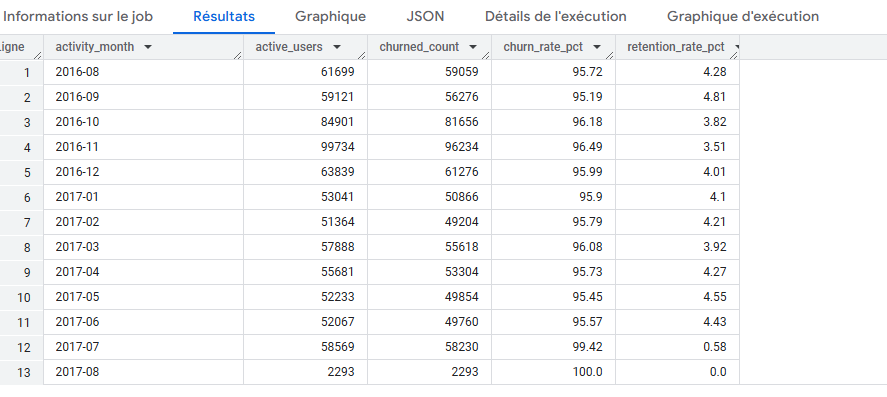 Informations sur le job Résultats Graphique JSON Détails de l'exécution Graphique d'exécution
igne activity_month active_users churned_count churn_rate_pct retention_rate_pct
1 2016-08 61699 59059 95.72 4.28
2 2016-09 59121 56276 95.19 4.81
3 2016-10 84901 81656 96.18 3.82
4 2016-11 99734 96234 96.49 3.51
5 2016-12 63839 61276 95.99 4.01
6 2017-01 53041 50866 95.9 4.1
7 2017-02 51364 49204 95.79 4.21
8 2017-03 57888 55618 96.08 3.92
9 2017-04 55681 53304 95.73 4.27
10 2017-05 52233 49854 95.45 4.55
11 2017-06 52067 49760 95.57 4.43
12 2017-07 58569 58230 99.42 0.58
13 2017-08 2293 2293 100.0 0.0